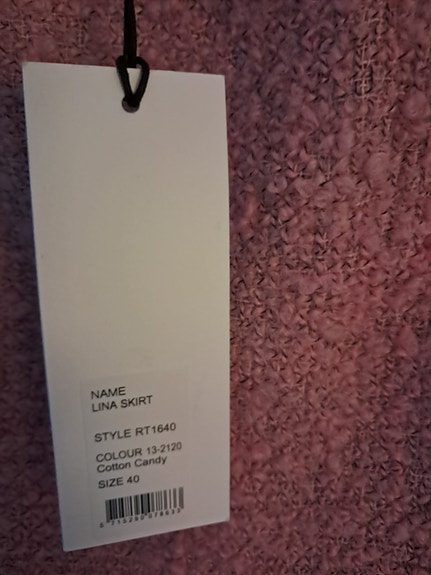 NAME
LINA SKIRT
STYLE RT1640
COLOUR 13-2120
Cotton Candy
SIZE 40